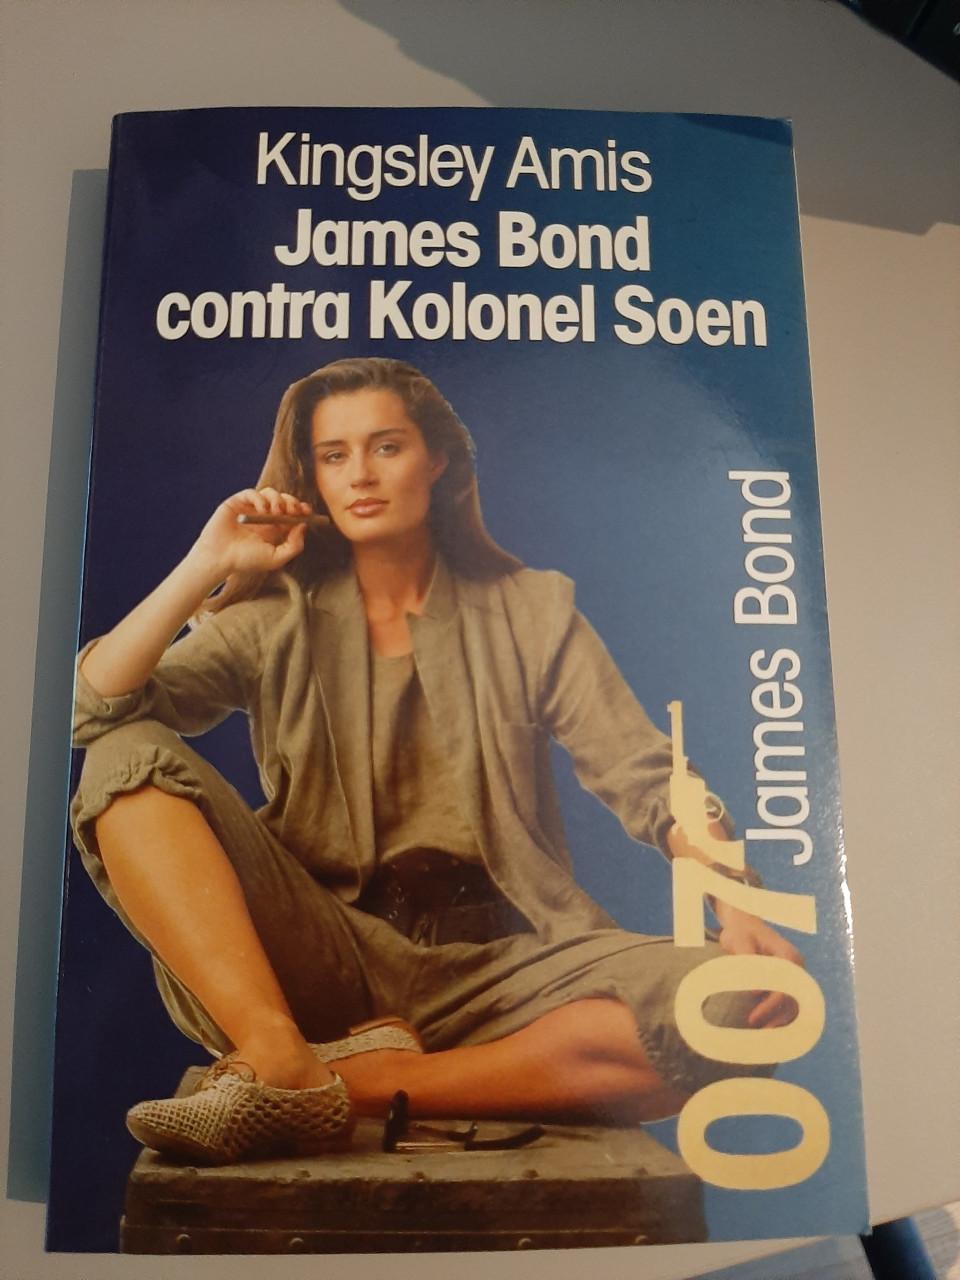 Kingsley Amis
James Bond
contra Kolonel Soen
007 James Bond